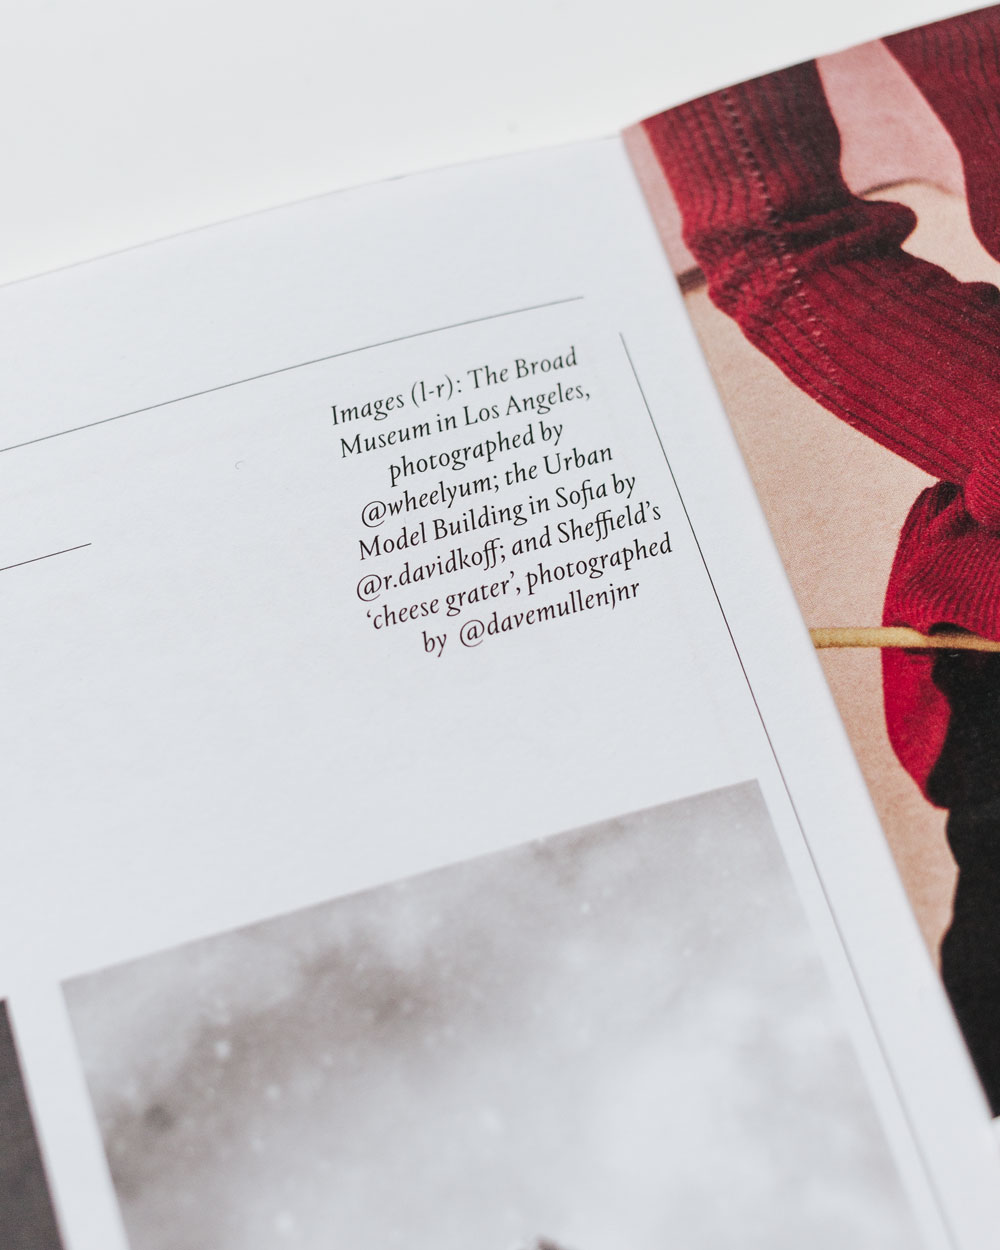 Images (l-r): The Broad
Museum in Los Angeles,
photographed by
@wheelyum; the Urban
Model Building in Sofia by
@r.davidkoff; and Sheffield’s
‘cheese grater’, photographed
by @davemullenjnr